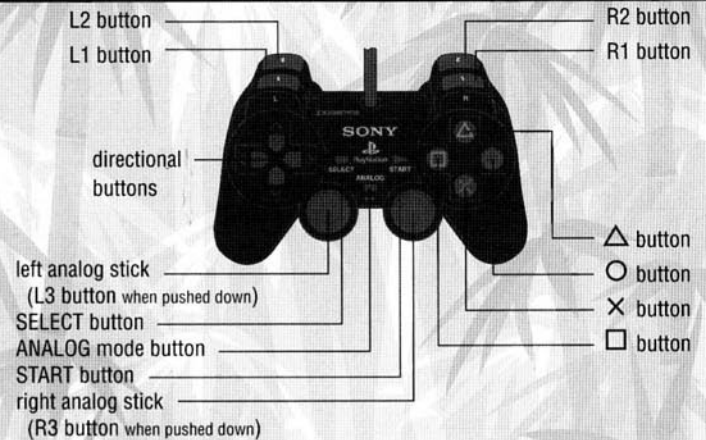 L2 button
L1 button
R2 button
R1 button
SONY
PlayStation
SELECT
START
ANALOG
L
R
directional
buttons
left analog stick
(L3 button when pushed down)
SELECT button
ANALOG mode button
START button
right analog stick
(R3 button when pushed down)
△ button
○ button
✕ button
□ button